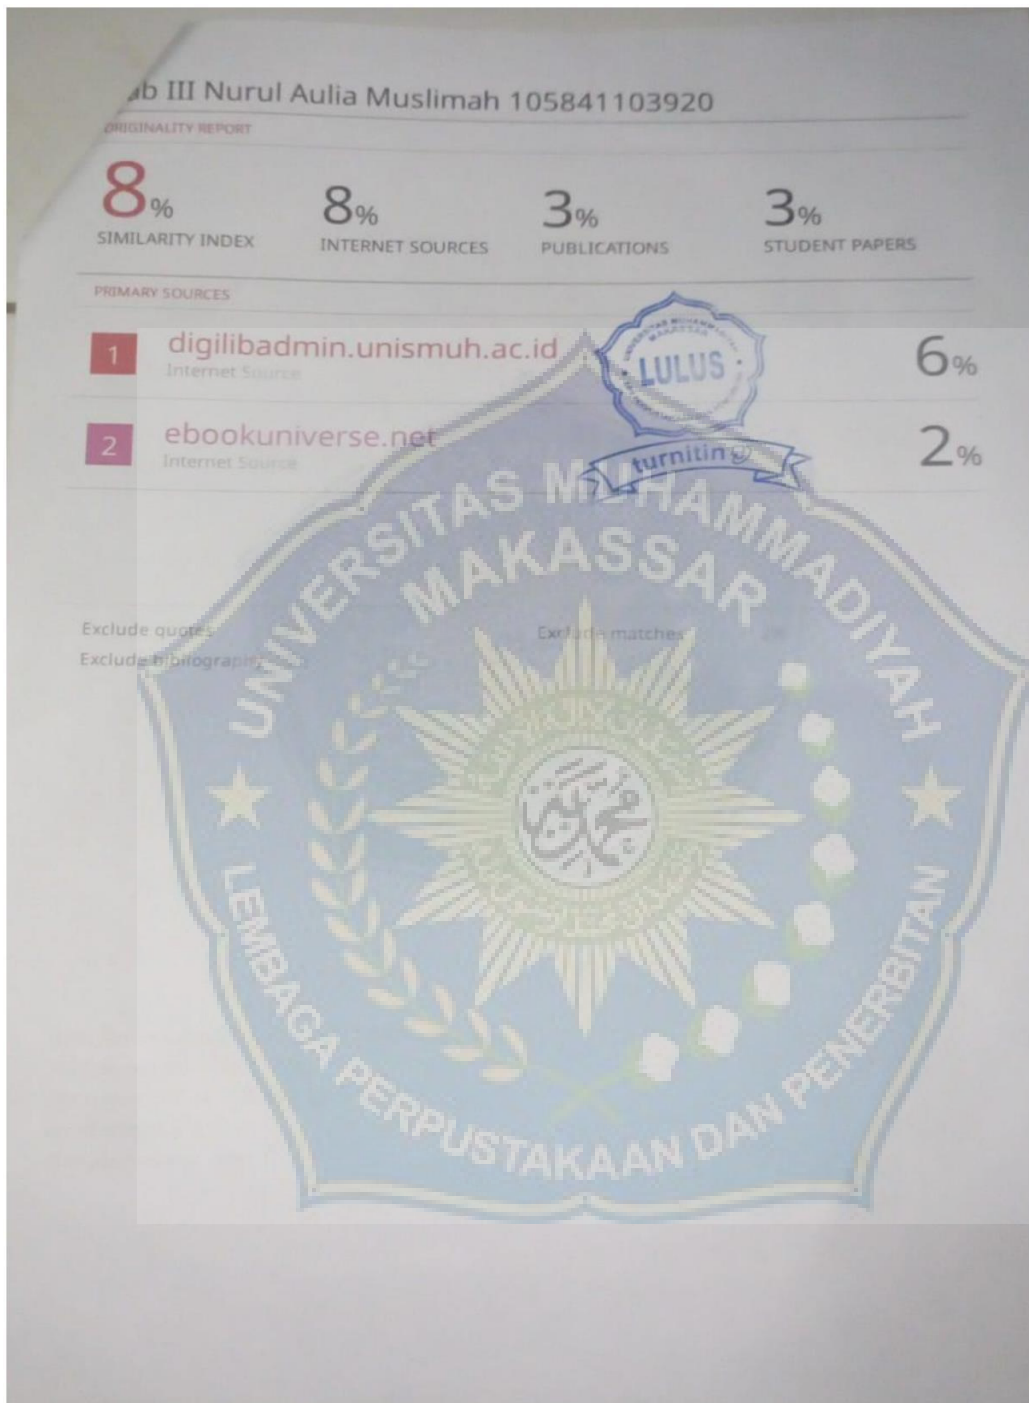 ab III Nurul Aulia Muslimah 105841103920
ORIGINALITY REPORT
8% 8% 3% 3%
SIMILARITY INDEX INTERNET SOURCES PUBLICATIONS STUDENT PAPERS
PRIMARY SOURCES
1 digilibadmin.unismuh.ac.id 6%
Internet Source
LULUS
turnitin
2 ebookuniverse.net 2%
Internet Source
Exclude quotes Exclude matches
Exclude bibliography
UNIVERSITAS MUHAMMADIYAH
MAKASSAR
LEMBAGA PERPUSTAKAAN DAN PENERBITAN